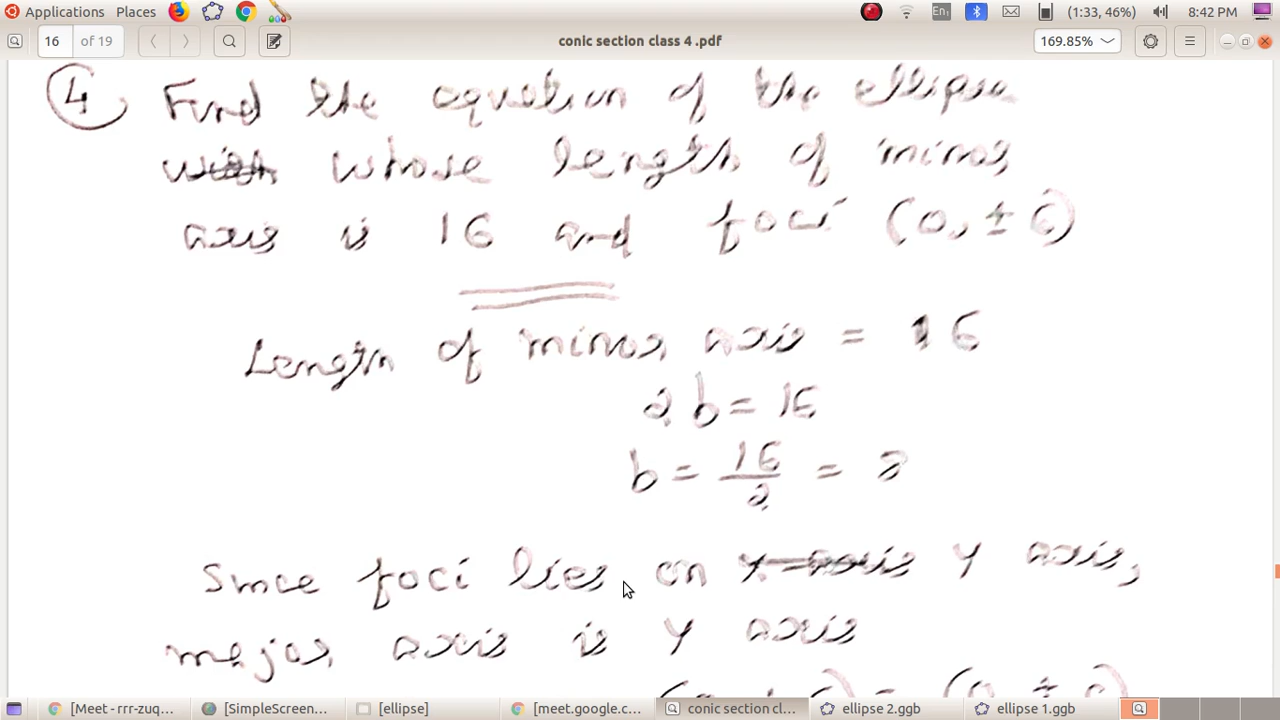 Applications Places En₁ (1:33, 46%) 8:42 PM
16 of 19 conic section class 4 .pdf 169.85%
4 Find the equation of the ellipse
with whose length of minor
axis is 16 and foci (0, ± 6)
Length of minor axis = 16
2b = 16
b = 16/2 = 8
Since foci lies on x-axis Y axis,
major axis is Y axis
[Meet - rrr-zuq... [SimpleScreen... [ellipse] [meet.google.c... conic section cl... ellipse 2.ggb ellipse 1.ggb